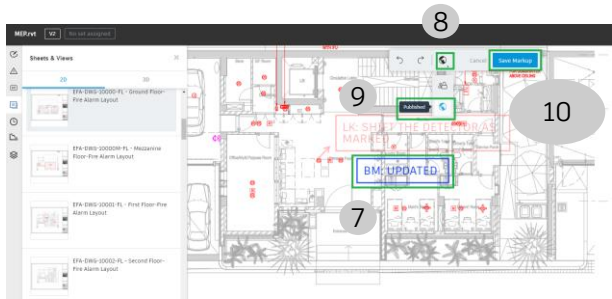 8
MEP.rvt V2 No set assigned
Sheets & Views
2D 3D
EFA-DWG-10000-FL - Ground Floor-
Fire Alarm Layout
EFA-DWG-10000M-FL - Mezzanine
Floor-Fire Alarm Layout
EFA-DWG-10001-FL - First Floor-Fire
Alarm Layout
EFA-DWG-10002-FL - Second Floor-
Fire Alarm Layout
Cancel Save Markup
9
Published
10
LK: SHIFT THE DETECTOR/AS
MARKED
BM: UPDATED
7